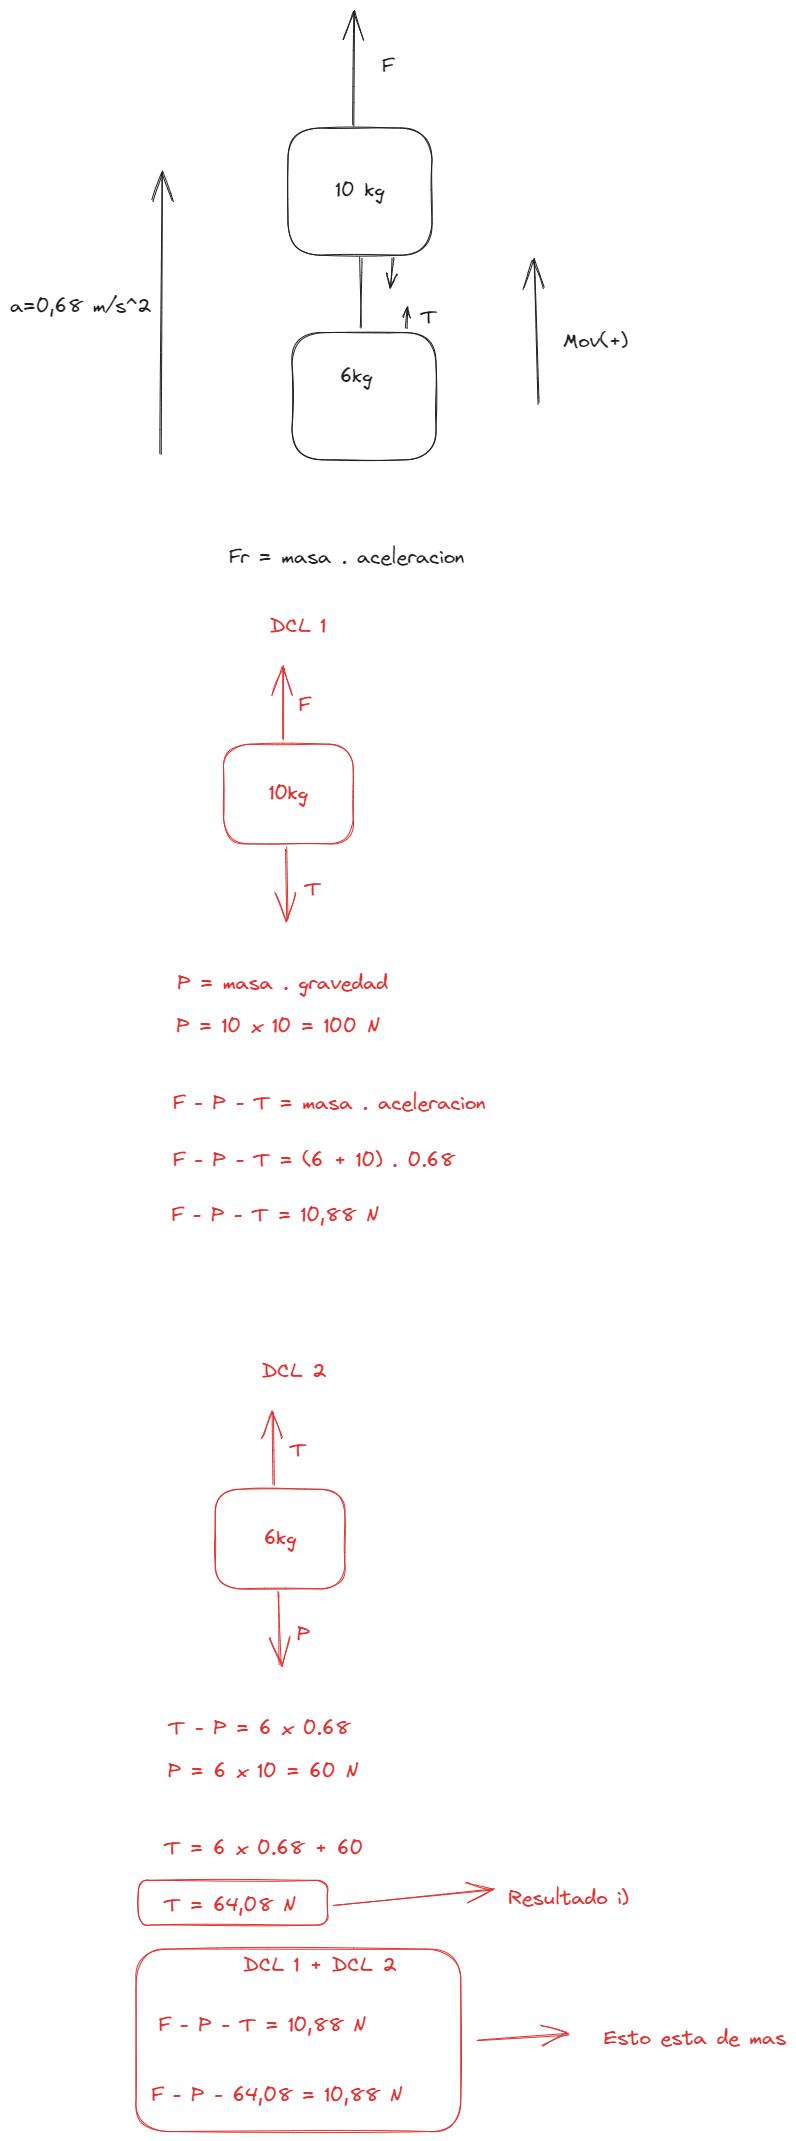 F
10 kg
a=0,68 m/s^2
T
Mov(+)
6kg
Fr = masa . aceleracion
DCL 1
F
10kg
T
P = masa . gravedad
P = 10 x 10 = 100 N
F - P - T = masa . aceleracion
F - P - T = (6 + 10) . 0.68
F - P - T = 10,88 N
DCL 2
T
6kg
P
T - P = 6 x 0.68
P = 6 x 10 = 60 N
T = 6 x 0.68 + 60
T = 64,08 N
Resultado i)
DCL 1 + DCL 2
F - P - T = 10,88 N
Esto esta de mas
F - P - 64,08 = 10,88 N